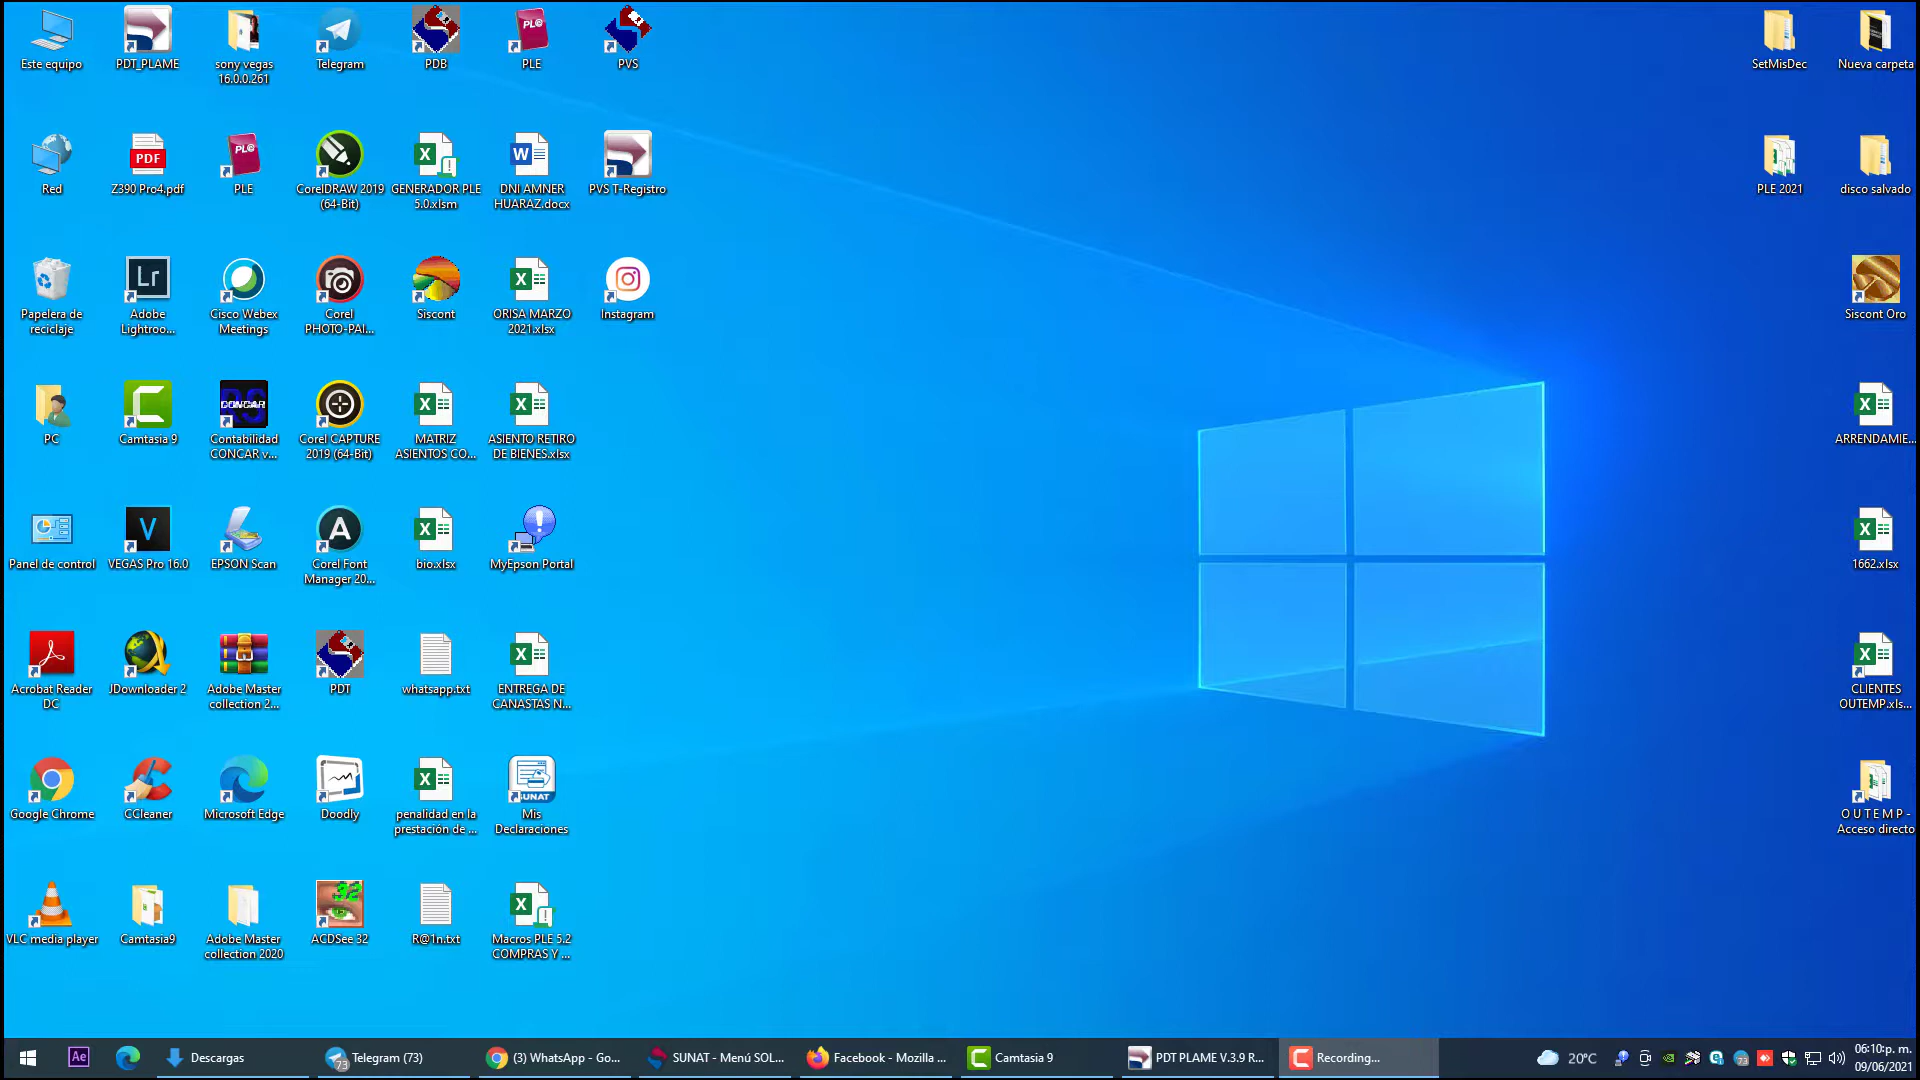 Este equipo
PDT_PLAME
sony vegas
16.0.0.261
Telegram
PDB
PLE
PVS
SetMisDec
Nueva carpeta
Red
Z390 Pro4.pdf
PLE
CorelDRAW 2019
(64-Bit)
GENERADOR PLE
5.0.xlsm
DNI AMNER
HUARAZ.docx
PVS T-Registro
PLE 2021
disco salvado
Papelera de
reciclaje
Adobe
Lightroo...
Cisco Webex
Meetings
Corel
PHOTO-PAI...
Siscont
ORISA MARZO
2021.xlsx
Instagram
Siscont Oro
PC
Camtasia 9
Contabilidad
CONCAR v...
Corel CAPTURE
2019 (64-Bit)
MATRIZ
ASIENTOS CO...
ASIENTO RETIRO
DE BIENES.xlsx
ARRENDAMIE...
Panel de control
VEGAS Pro 16.0
EPSON Scan
Corel Font
Manager 20...
bio.xlsx
MyEpson Portal
1662.xlsx
Acrobat Reader
DC
JDownloader 2
Adobe Master
collection 2...
PDT
whatsapp.txt
ENTREGA DE
CANASTAS N...
CLIENTES
OUTEMP.xls...
Google Chrome
CCleaner
Microsoft Edge
Doodly
penalidad en la
prestación de ...
Mis
Declaraciones
O U T E M P -
Acceso directo
VLC media player
Camtasia9
Adobe Master
collection 2020
ACDSee 32
R@1n.txt
Macros PLE 5.2
COMPRAS Y ...
Descargas
Telegram (73)
(3) WhatsApp - Go...
SUNAT - Menú SOL...
Facebook - Mozilla ...
Camtasia 9
PDT PLAME V.3.9 R...
Recording...
20°C
06:10:p. m.
09/06/2021